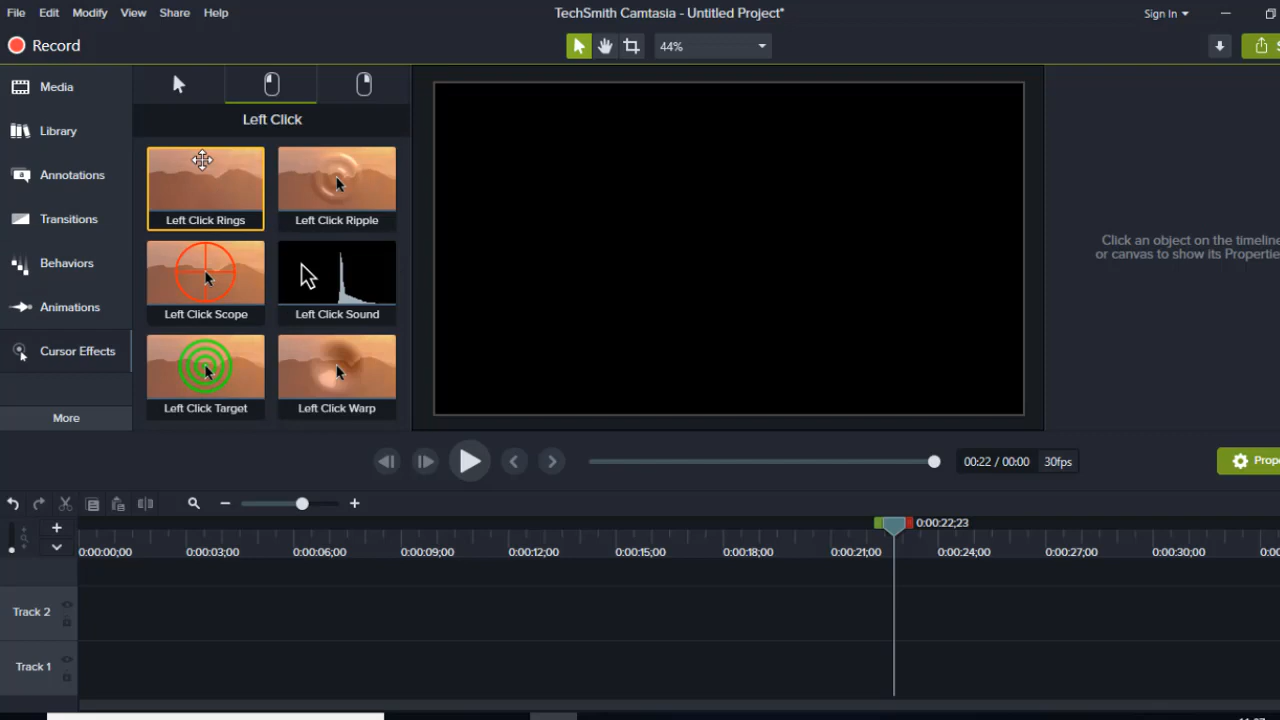 File Edit Modify View Share Help
TechSmith Camtasia - Untitled Project*
Sign In
Record
44%
Media
Library
Annotations
Transitions
Behaviors
Animations
Cursor Effects
More
Left Click
Left Click Rings
Left Click Ripple
Left Click Scope
Left Click Sound
Left Click Target
Left Click Warp
Click an object on the timeline
or canvas to show its Propertie
00:22 / 00:00 30fps
Prope
0:00:22;23
0:00:00;00 0:00:03;00 0:00:06;00 0:00:09;00 0:00:12;00 0:00:15;00 0:00:18;00 0:00:21;00 0:00:24;00 0:00:27;00 0:00:30;00
Track 2
Track 1